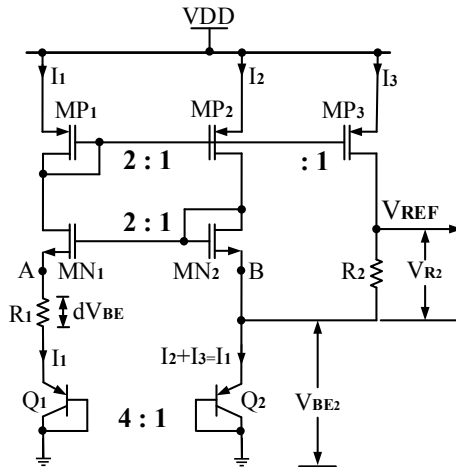 VDD
I1
I2
I3
MP1
MP2
MP3
2 : 1
: 1
VREF
2 : 1
A
MN1
MN2
B
R2
VR2
R1
dVBE
I1
I2+I3=I1
Q1
4 : 1
Q2
VBE2